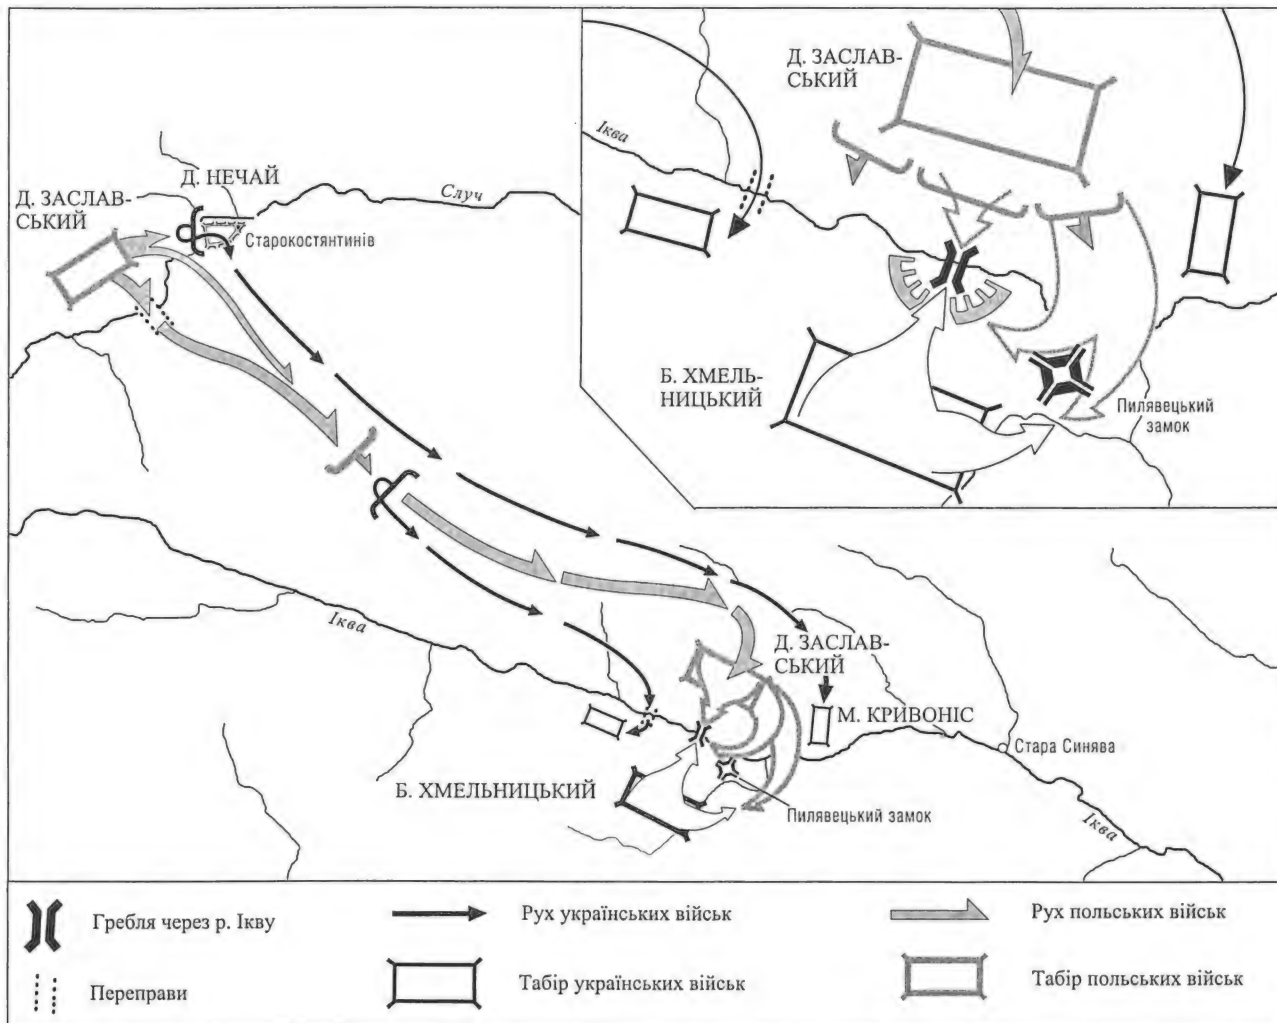 Д. НЕЧАЙ
Д. ЗАСЛАВ-
СЬКИЙ
Случ
Старокостянтинів
Іква
Д. ЗАСЛАВ-
СЬКИЙ
М. КРИВОНІС
Стара Синява
Б. ХМЕЛЬНИЦЬКИЙ
Пилявецький замок
Іква
Д. ЗАСЛАВ-
СЬКИЙ
Іква
Б. ХМЕЛЬ-
НИЦЬКИЙ
Пилявецький
замок
Гребля через р. Ікву
Рух українських військ
Рух польських військ
Переправи
Табір українських військ
Табір польських військ